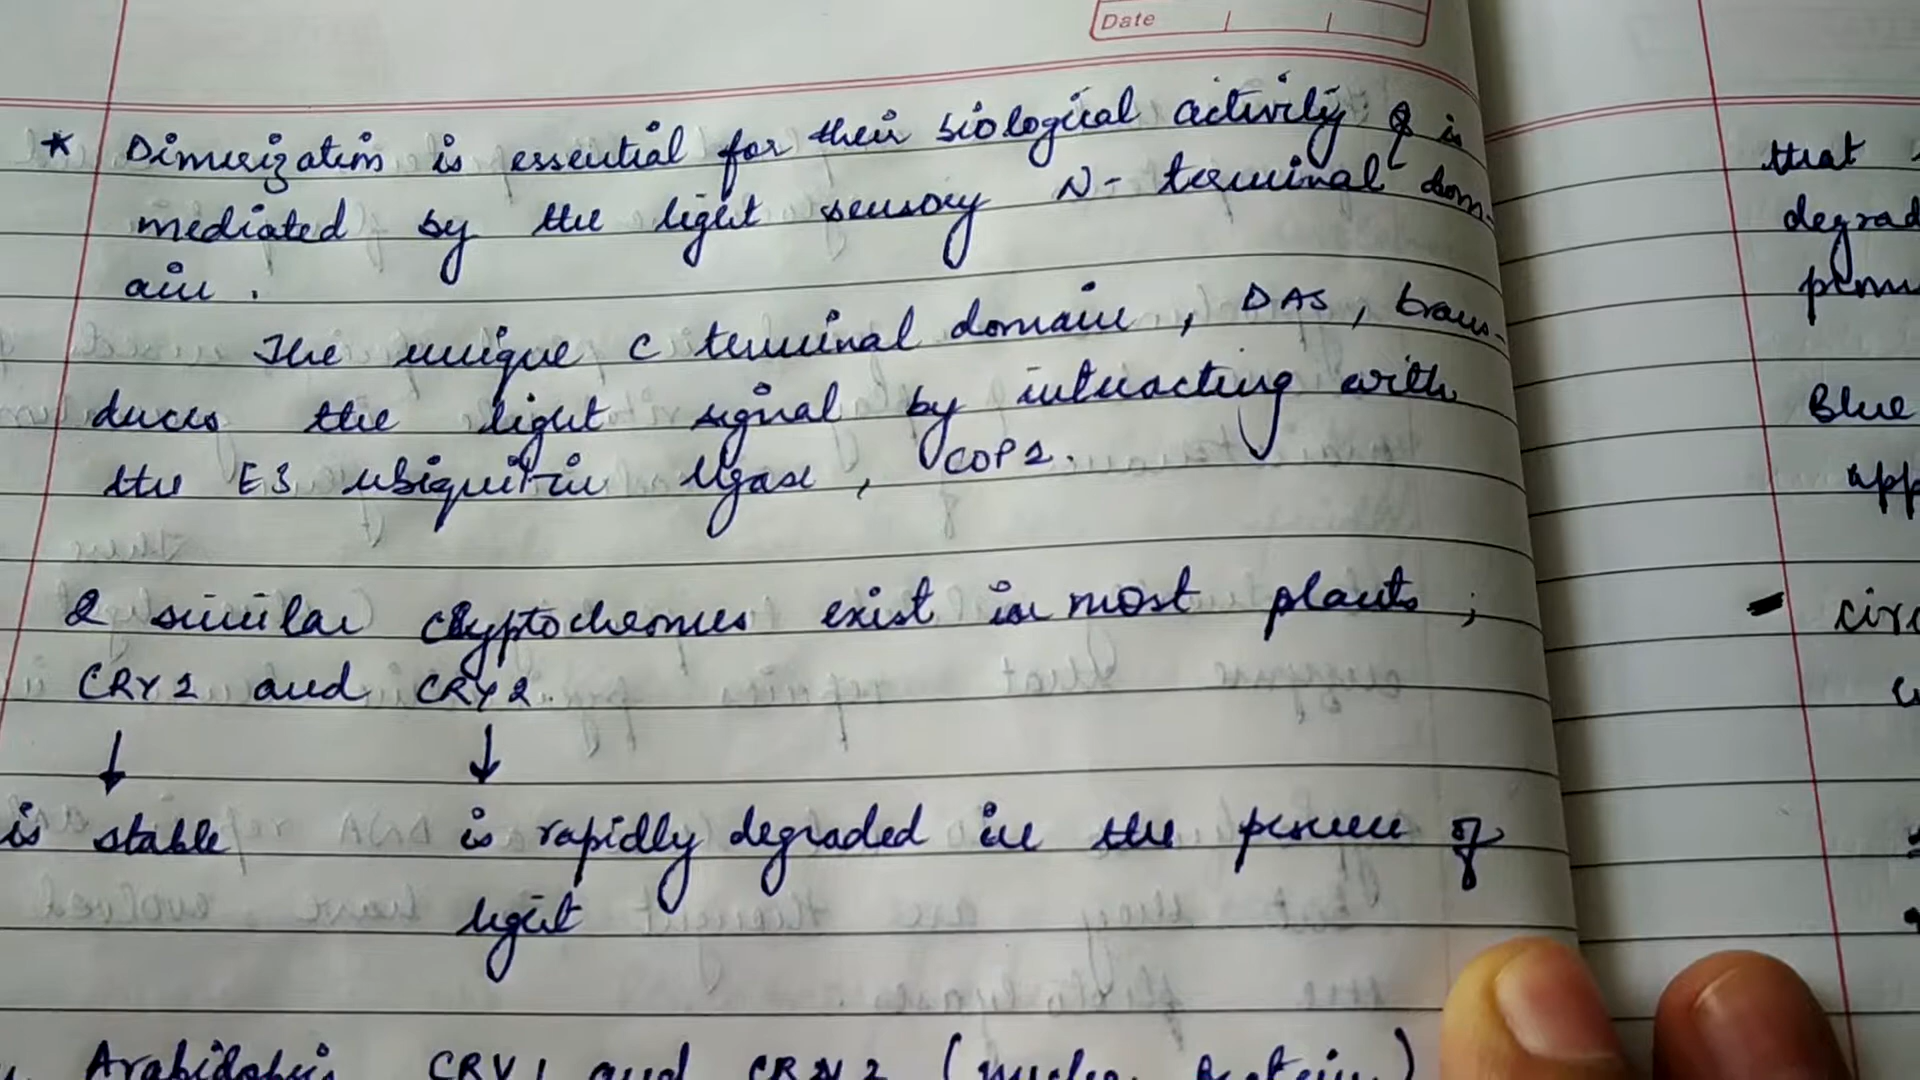 Date
* Dimerization is essential for their biological activity & is
mediated by the light sensory N- terminal dom-
ain .
The unique C terminal domain , DAS , trans-
duces the light signal by interacting with
the E3 ubiquitin ligase , COP1.
2 similar cryptochromes exist in most plants ;
CRY1 and CRY2.
↓ ↓
is stable is rapidly degraded in the presence of
light
Arabidopsis CRY1 and CRY2 (nuclear protein)
that
degrad
Blue
app
circ